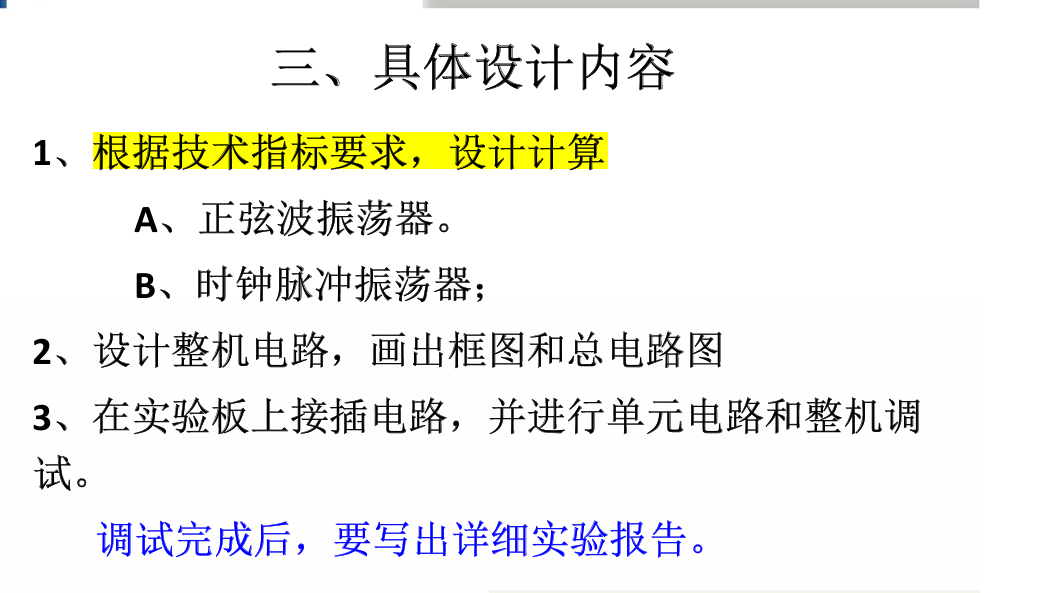 三、具体设计内容
1、根据技术指标要求，设计计算
A、正弦波振荡器。
B、时钟脉冲振荡器；
2、设计整机电路，画出框图和总电路图
3、在实验板上接插电路，并进行单元电路和整机调
试。
调试完成后，要写出详细实验报告。